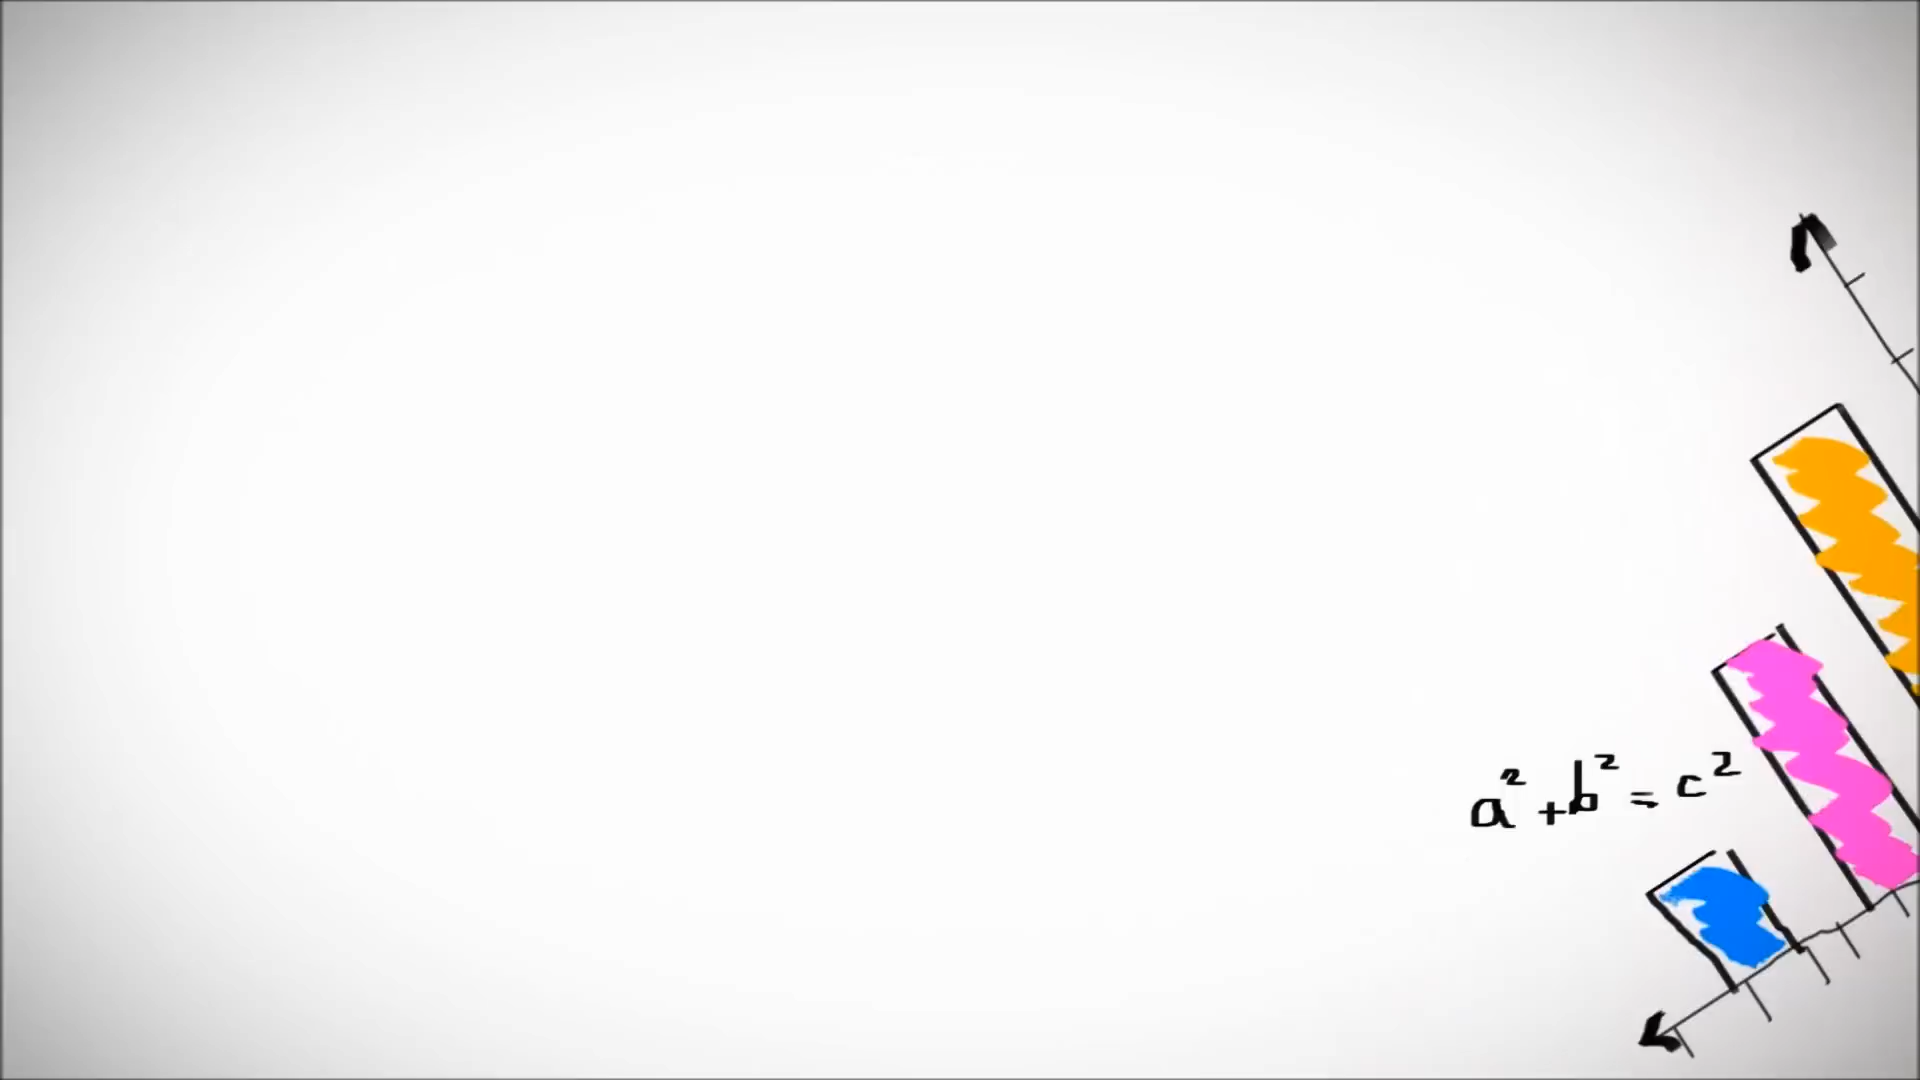 a² + b² = c²